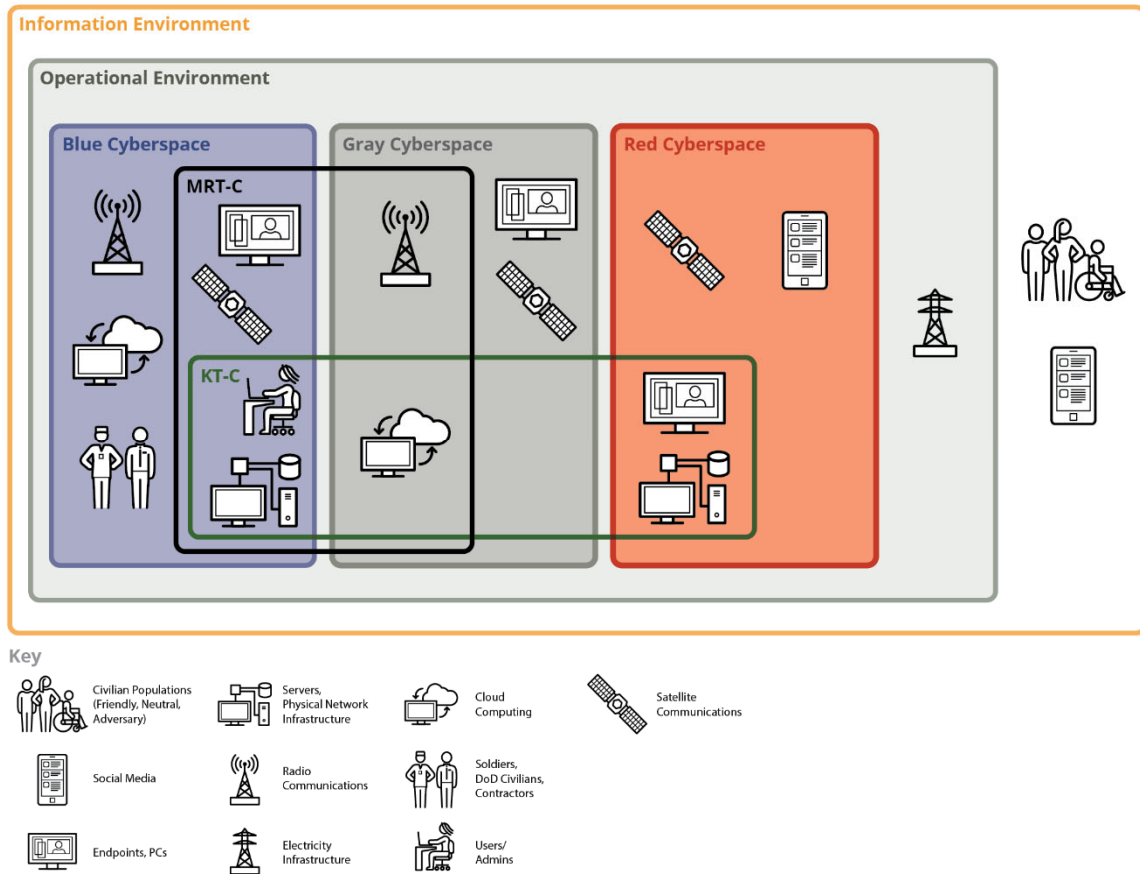 Information Environment
Operational Environment
Blue Cyberspace
Gray Cyberspace
Red Cyberspace
MRT-C
KT-C
Key
Civilian Populations
(Friendly, Neutral,
Adversary)
Servers,
Physical Network
Infrastructure
Cloud
Computing
Satellite
Communications
Social Media
Radio
Communications
Soldiers,
DoD Civilians,
Contractors
Endpoints, PCs
Electricity
Infrastructure
Users/
Admins